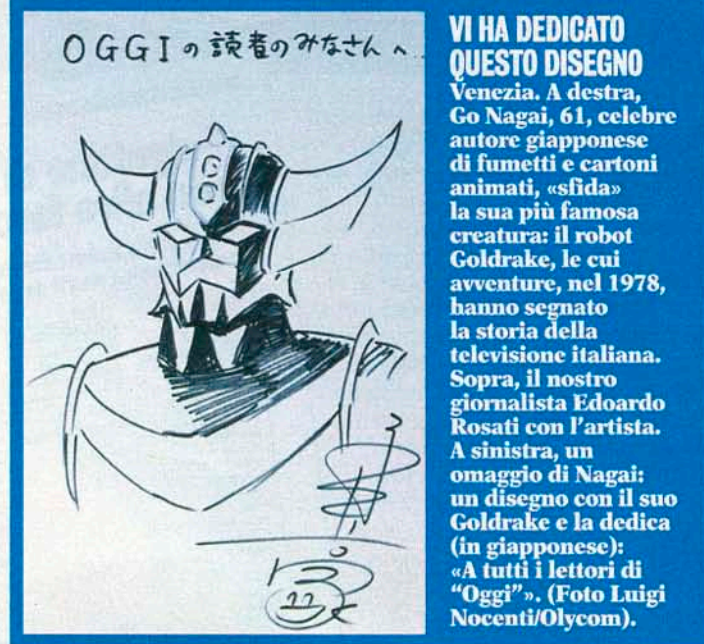 OGGIの読者のみなさんへ..
VI HA DEDICATO
QUESTO DISEGNO
Venezia. A destra,
Go Nagai, 61, celebre
autore giapponese
di fumetti e cartoni
animati, «sfida»
la sua più famosa
creatura: il robot
Goldrake, le cui
avventure, nel 1978,
hanno segnato
la storia della
televisione italiana.
Sopra, il nostro
giornalista Edoardo
Rosati con l'artista.
A sinistra, un
omaggio di Nagai:
un disegno con il suo
Goldrake e la dedica
(in giapponese):
«A tutti i lettori di
"Oggi"». (Foto Luigi
Nocenti/Olycom).